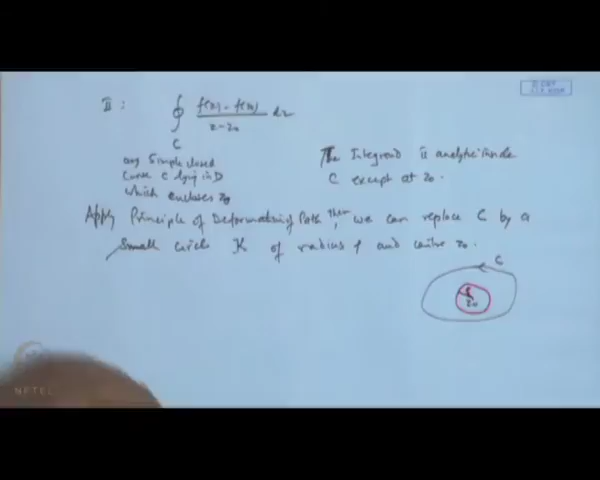 II : ∮ f(z) - f(z0) / z - z0 dz
C
any Simple closed
Curve C lying in D
which encloses z0
The Integrand is analytic inside
C except at z0.
Apply Principle of Deformation of Path, Then we can replace C by a
Small circle K of radius ρ and centre z0.
C
z0
NPTEL